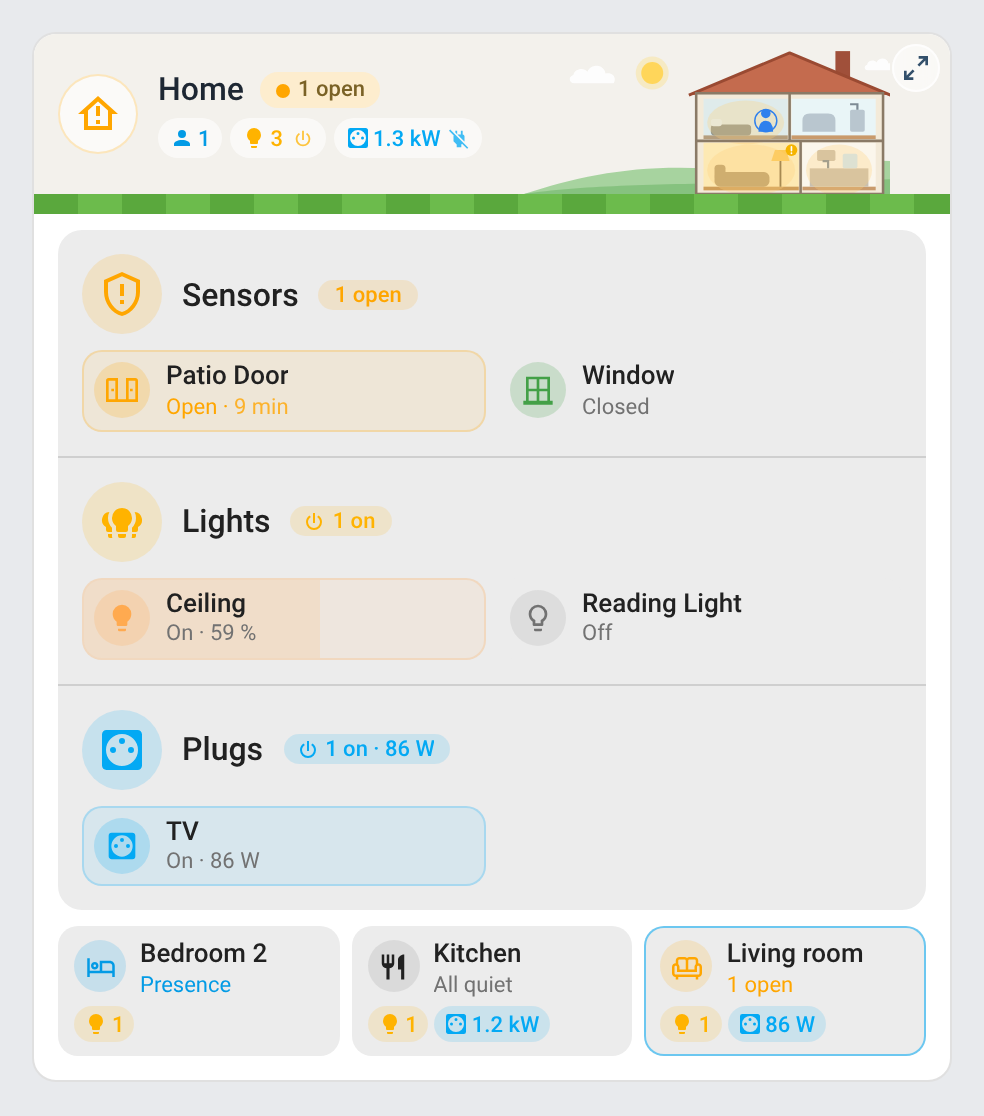 Home
1 open
1
3
1.3 kW
Sensors
1 open
Patio Door
Open · 9 min
Window
Closed
Lights
1 on
Ceiling
On · 59 %
Reading Light
Off
Plugs
1 on · 86 W
TV
On · 86 W
Bedroom 2
Presence
1
Kitchen
All quiet
1
1.2 kW
Living room
1 open
1
86 W